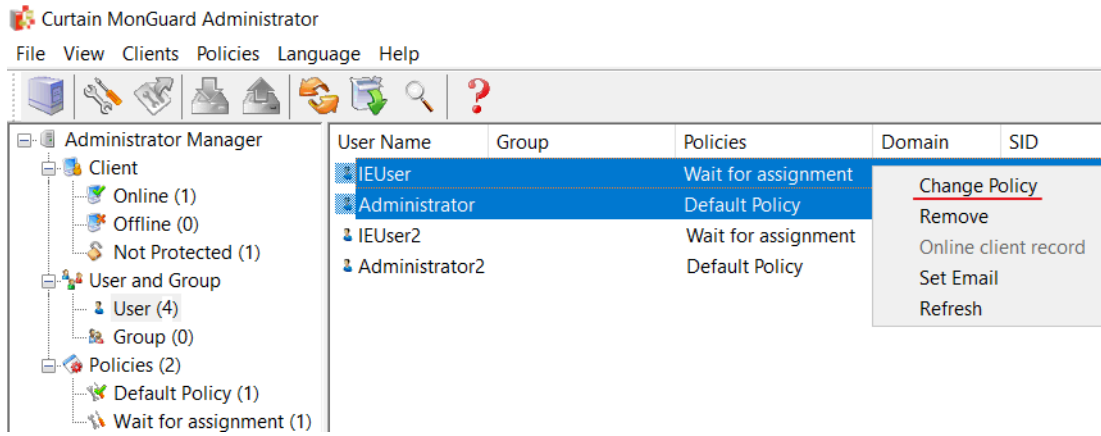 Curtain MonGuard Administrator
File View Clients Policies Language Help
Administrator Manager
Client
Online (1)
Offline (0)
Not Protected (1)
User and Group
User (4)
Group (0)
Policies (2)
Default Policy (1)
Wait for assignment (1)
User Name Group Policies Domain SID
IEUser Wait for assignment
Administrator Default Policy
IEUser2 Wait for assignment
Administrator2 Default Policy
Change Policy
Remove
Online client record
Set Email
Refresh